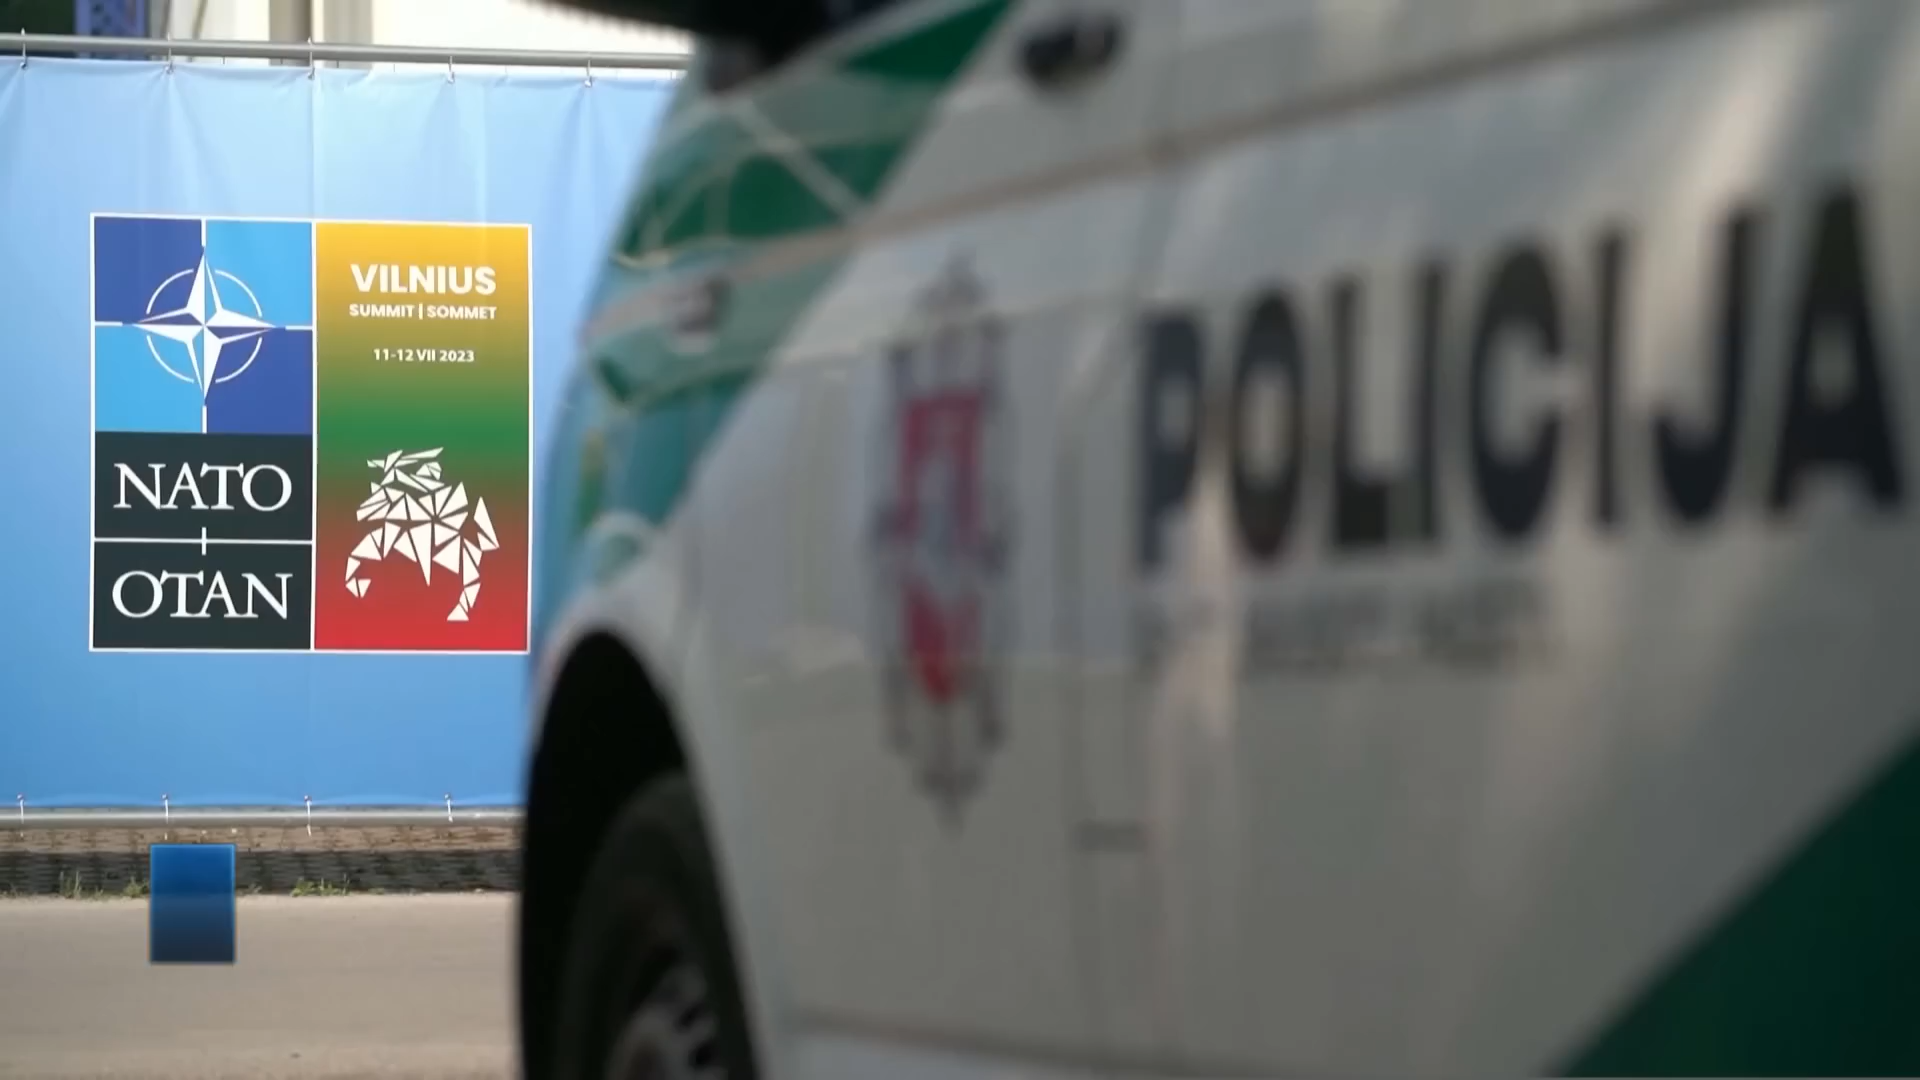 VILNIUS
SUMMIT | SOMMET
11-12 VII 2023
NATO
OTAN
POLICIJA